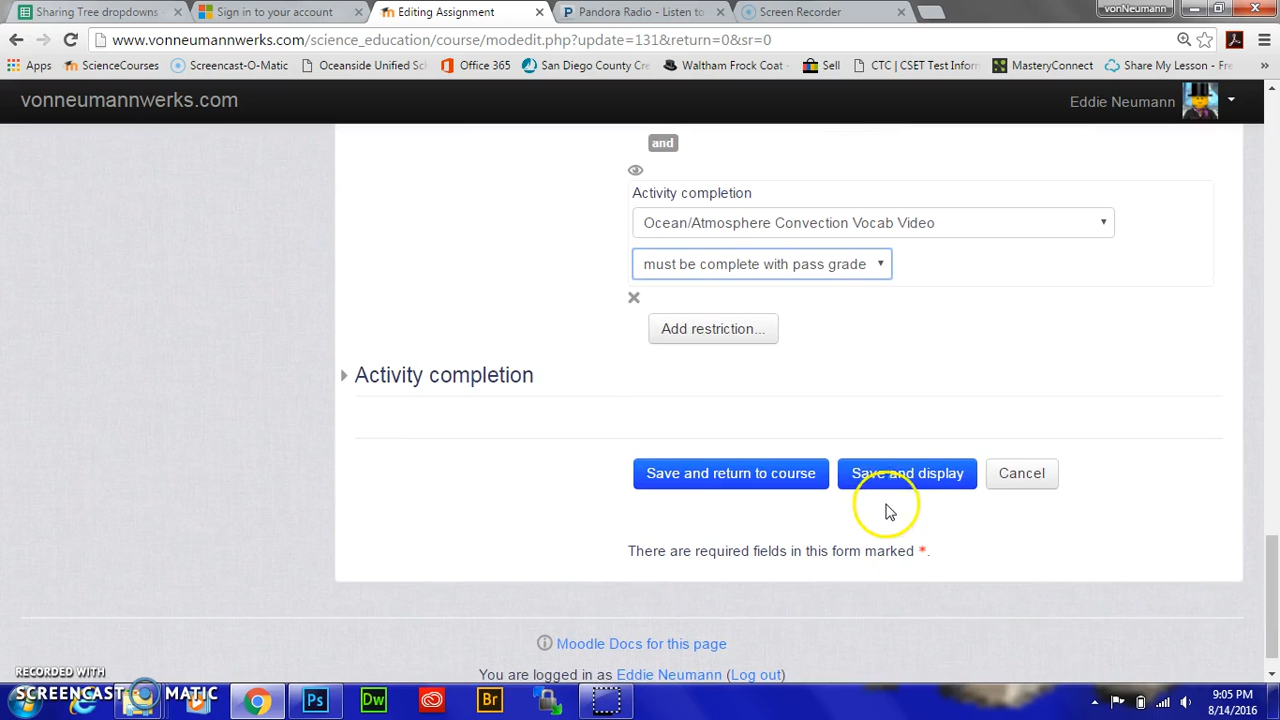 Sharing Tree dropdowns
Sign in to your account
Editing Assignment
Pandora Radio - Listen to
Screen Recorder
vonNeumann
www.vonneumannwerks.com/science_education/course/modedit.php?update=131&return=0&sr=0
Apps
ScienceCourses
Screencast-O-Matic
Oceanside Unified Sc
Office 365
San Diego County Cre
Waltham Frock Coat -
Sell
CTC | CSET Test Inform
MasteryConnect
Share My Lesson - Fre
»
vonneumannwerks.com
Eddie Neumann
and
Activity completion
Ocean/Atmosphere Convection Vocab Video
must be complete with pass grade
Add restriction...
Activity completion
Save and return to course
Save and display
Cancel
There are required fields in this form marked *.
Moodle Docs for this page
You are logged in as Eddie Neumann (Log out)
RECORDED WITH
SCREENCAST MATIC
Ps
Dw
Br
9:05 PM
8/14/2016